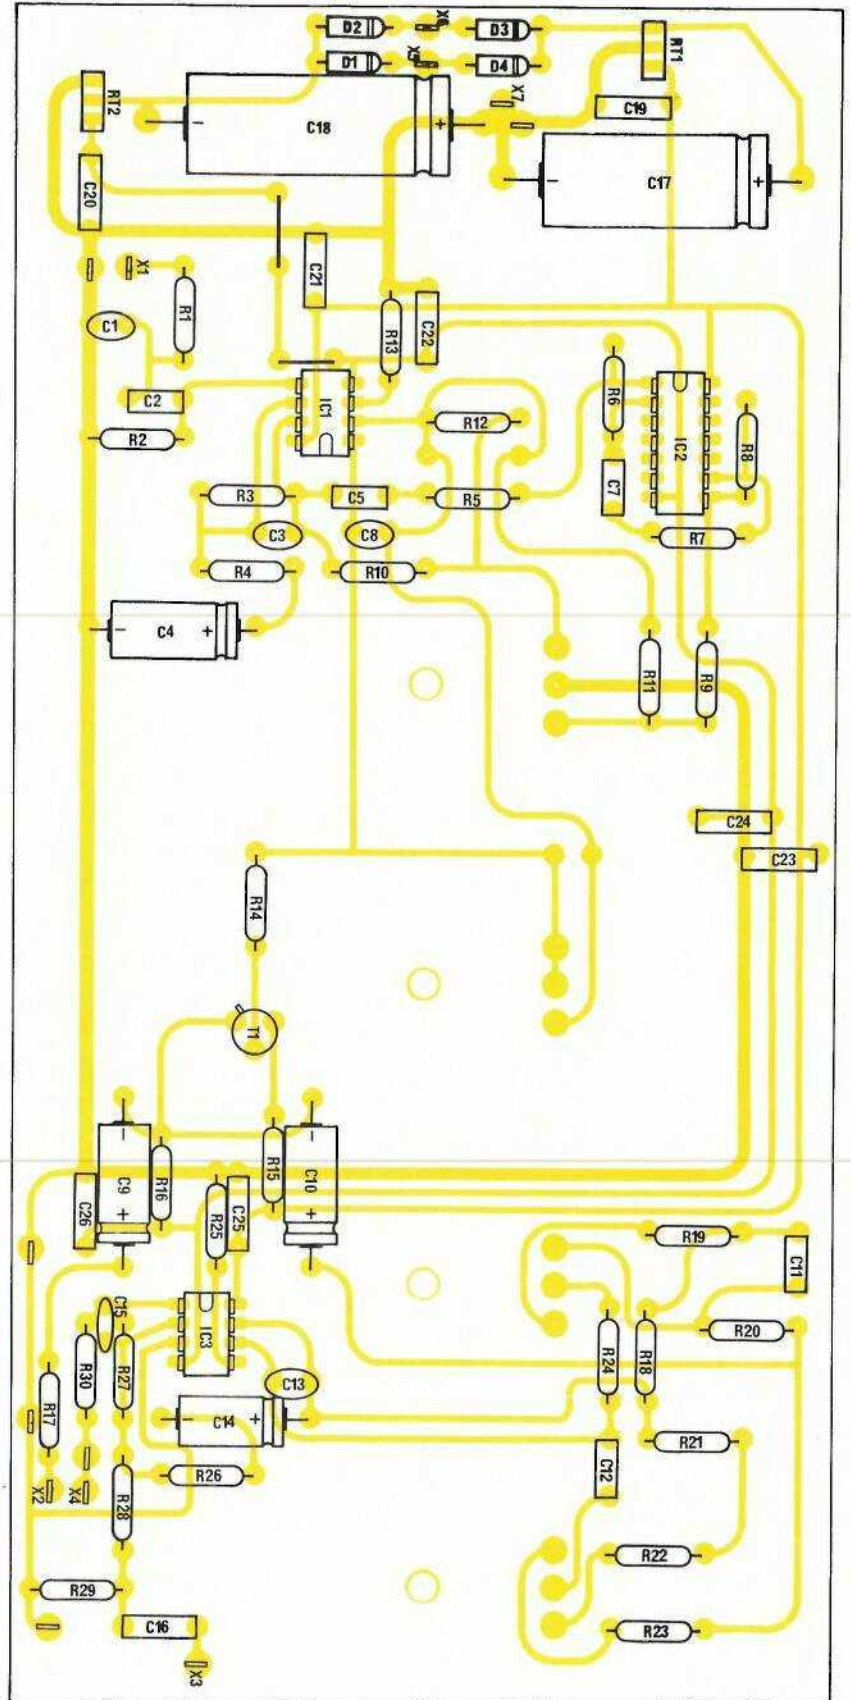 D2
X6
D3
RT1
D1
X5
D4
RT2
X7
C19
-
C18
+
-
C17
+
C20
X1
C21
R1
C1
R13
C22
C2
IC1
R6
R2
R12
IC2
R8
R3
C5
R5
C7
C3
C8
R7
R4
R10
-
C4
+
R11
R9
C24
C23
R14
T1
-
C9
+
R16
R15
-
C10
+
C26
R25
C25
R19
C11
C15
IC3
R20
R30
R27
R24
R18
R17
C13
-
C14
+
R21
X2
X4
R28
R26
C12
R22
R29
C16
R23
X3